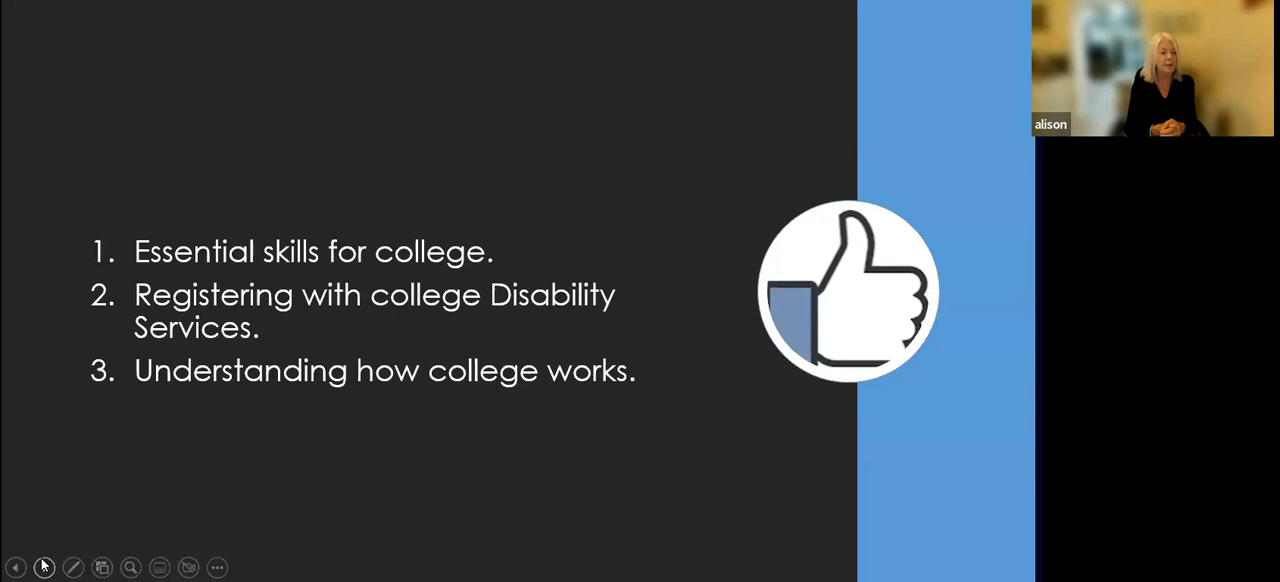 1. Essential skills for college.
2. Registering with college Disability
Services.
3. Understanding how college works.
alison